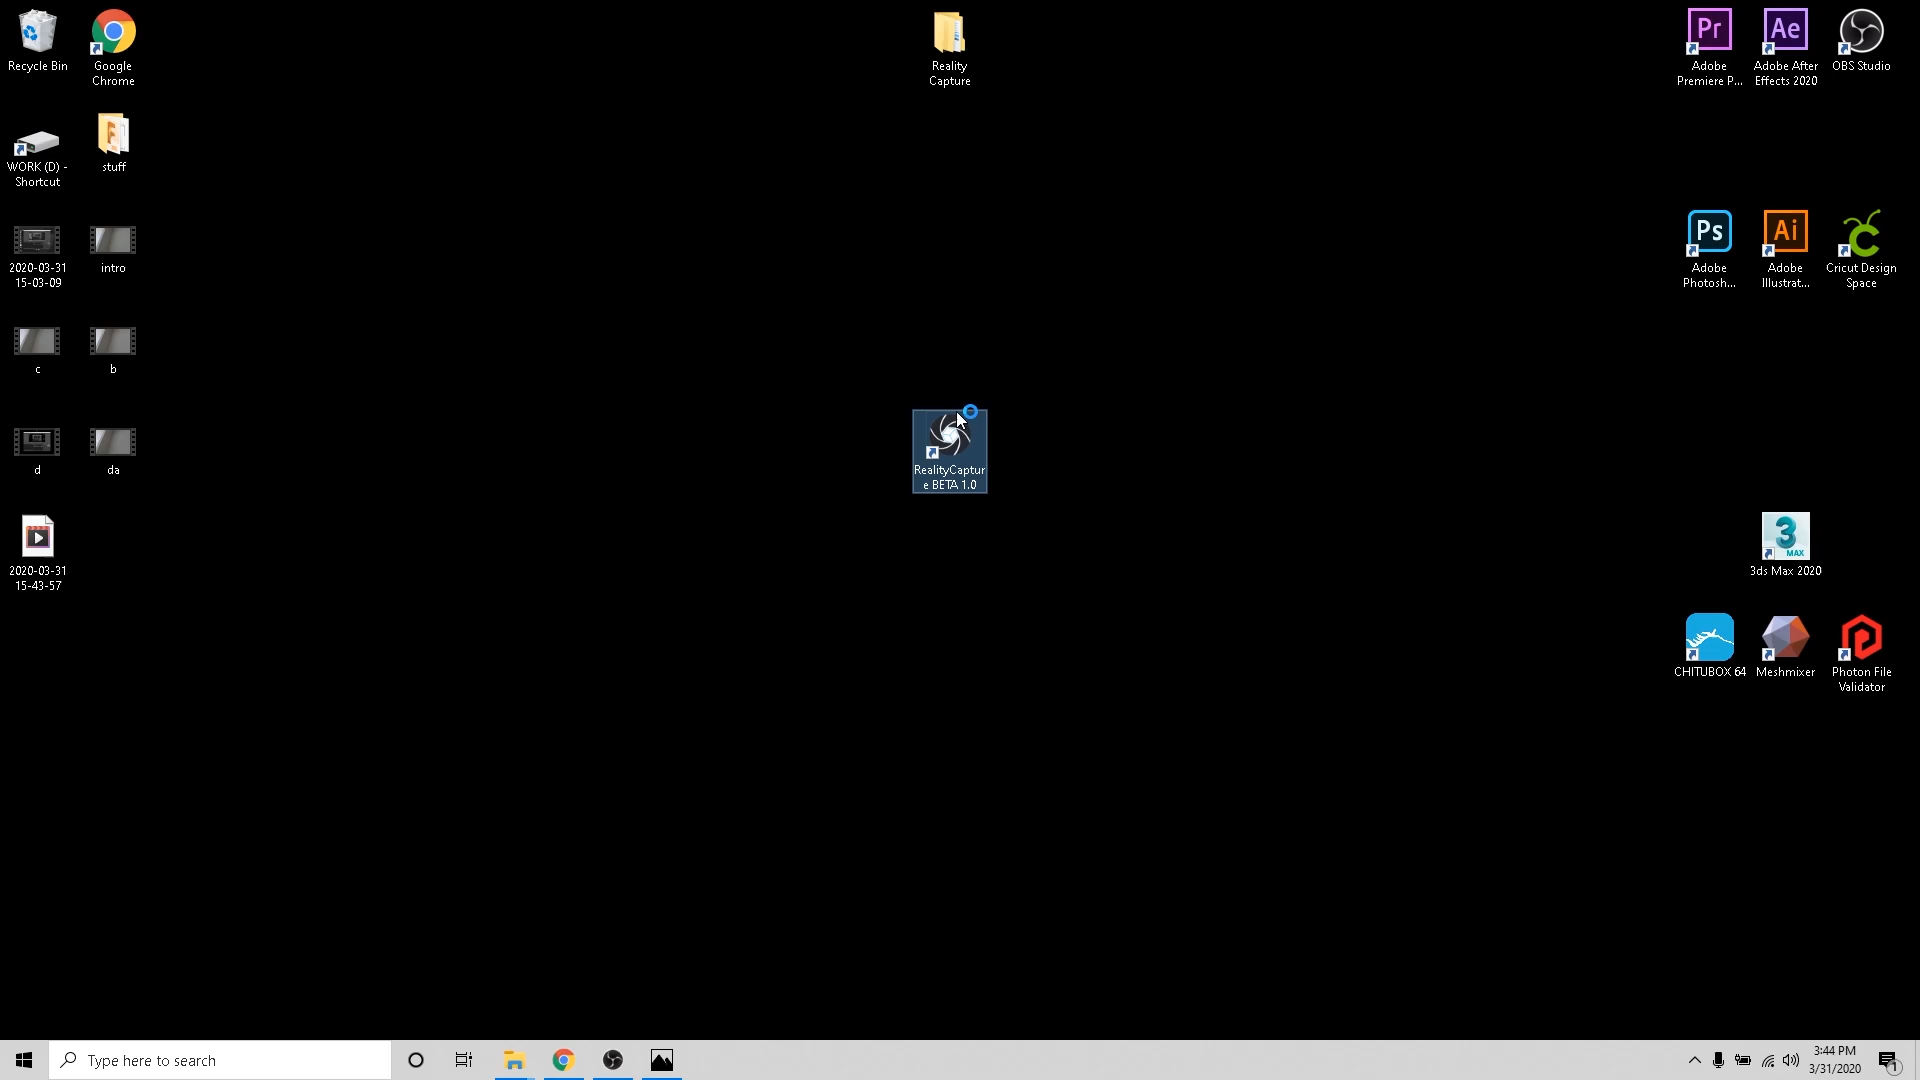 Recycle Bin
Google
Chrome
Reality
Capture
Pr
Adobe
Premiere P...
Ae
Adobe After
Effects 2020
OBS Studio
WORK (D) -
Shortcut
stuff
2020-03-31
15-03-09
intro
Ps
Adobe
Photosh...
Ai
Adobe
Illustrat...
Cricut Design
Space
c
b
RealityCaptur
e BETA 1.0
d
da
2020-03-31
15-43-57
3
MAX
3ds Max 2020
CHITUBOX 64
Meshmixer
Photon File
Validator
Type here to search
3:44 PM
3/31/2020
1